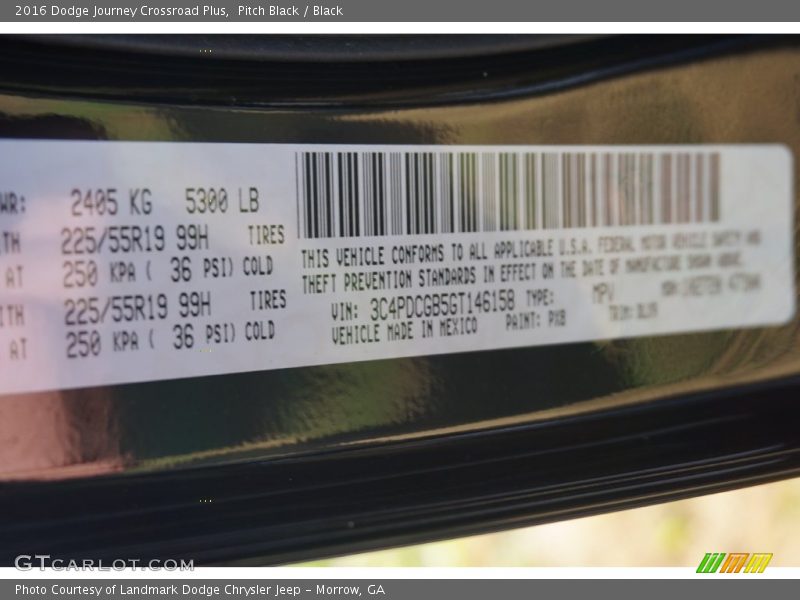 2016 Dodge Journey Crossroad Plus, Pitch Black / Black
WR: 2405 KG 5300 LB
TH 225/55R19 99H TIRES
AT 250 KPA ( 36 PSI) COLD
ITH 225/55R19 99H TIRES
AT 250 KPA ( 36 PSI) COLD
THIS VEHICLE CONFORMS TO ALL APPLICABLE U.S.A. FEDERAL MOTOR VEHICLE SAFETY AND
THEFT PREVENTION STANDARDS IN EFFECT ON THE DATE OF MANUFACTURE SHOWN ABOVE.
VIN: 3C4PDCGB5GT146158 TYPE: MPV
VEHICLE MADE IN MEXICO PAINT: PX8 TRIM:
GTCARLOT.COM
Photo Courtesy of Landmark Dodge Chrysler Jeep - Morrow, GA